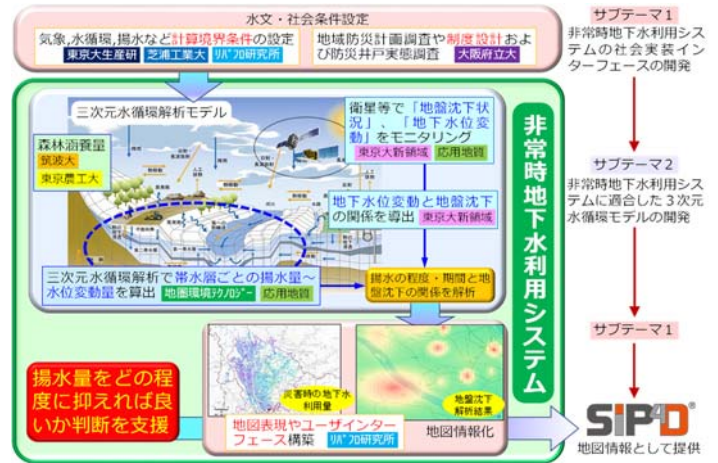 水文・社会条件設定
気象,水循環,揚水など計算境界条件の設定
東京大生産研 芝浦工業大 ﾘﾊﾞﾌﾛ研究所
地域防災計画調査や制度設計およ
び防災井戸実態調査 大阪府立大
サブテーマ1
非常時地下水利用シス
テムの社会実装イン
ターフェースの開発
三次元水循環解析モデル
森林涵養量
筑波大
東京農工大
衛星等で「地盤沈下状
況」、「地下水位変
動」をモニタリング
東京大新領域 応用地質
地下水位変動と地盤沈下
の関係を導出 東京大新領域
三次元水循環解析で帯水層ごとの揚水量～
水位変動量を算出 地圏環境ﾃｸﾉﾛｼﾞｰ 応用地質
揚水の程度・期間と地
盤沈下の関係を解析
非常時地下水利用システム
サブテーマ2
非常時地下水利用シス
テムに適合した3次元
水循環モデルの開発
揚水量をどの程
度に抑えれば良
いか判断を支援
災害時の地下水
利用量
地盤沈下
解析結果
地図表現やユーザインター
フェース構築 ﾘﾊﾞﾌﾛ研究所
地図情報化
サブテーマ1
SIP4D
地図情報として提供